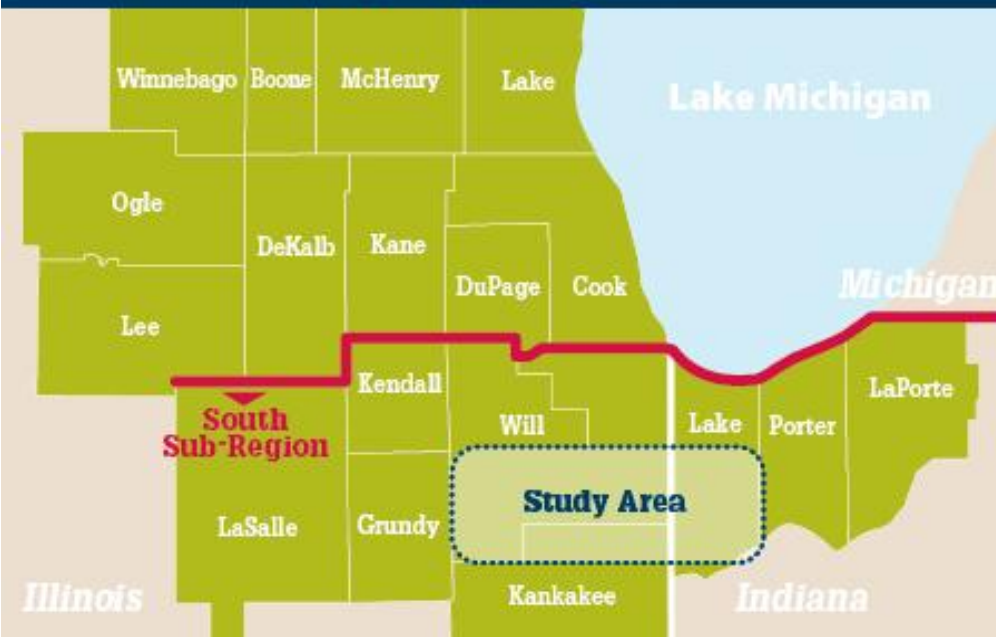 Winnebago
Boone
McHenry
Lake
Lake Michigan
Ogle
DeKalb
Kane
DuPage
Cook
Michigan
Lee
Kendall
LaPorte
South
Sub-Region
Will
Lake
Porter
Study Area
LaSalle
Grundy
Illinois
Kankakee
Indiana